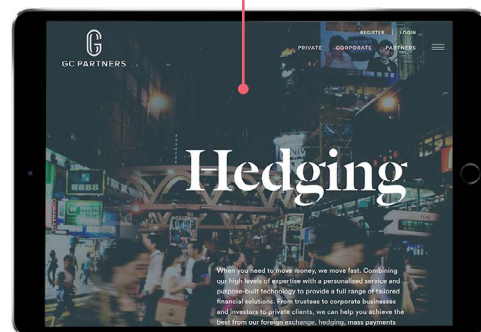 REGISTER | LOGIN
PRIVATE CORPORATE PARTNERS
G
GC PARTNERS
Hedging
When you need to move money, we move fast. Combining
our high levels of expertise with a personalised service and
purpose-built technology to provide a full range of tailored
financial solutions. From trustees to corporate businesses
and investors to private clients, we can help you achieve the
best from our foreign exchange, hedging, mass payments